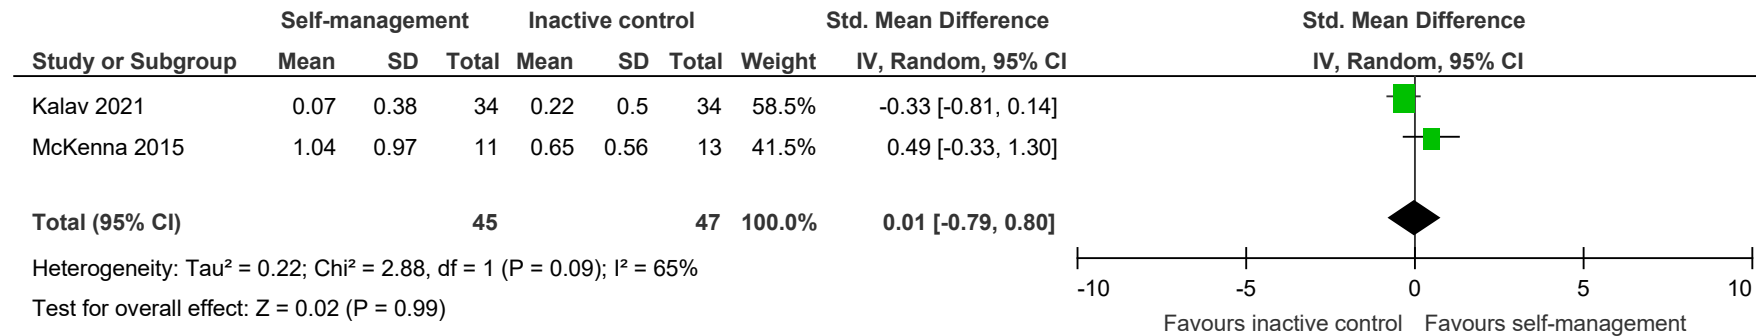 Self-management Inactive control Std. Mean Difference Std. Mean Difference
Study or Subgroup Mean SD Total Mean SD Total Weight IV, Random, 95% CI IV, Random, 95% CI
Kalav 2021 0.07 0.38 34 0.22 0.5 34 58.5% -0.33 [-0.81, 0.14]
McKenna 2015 1.04 0.97 11 0.65 0.56 13 41.5% 0.49 [-0.33, 1.30]
Total (95% CI) 45 47 100.0% 0.01 [-0.79, 0.80]
Heterogeneity: Tau² = 0.22; Chi² = 2.88, df = 1 (P = 0.09); I² = 65%
Test for overall effect: Z = 0.02 (P = 0.99)
-10 -5 0 5 10
Favours inactive control Favours self-management